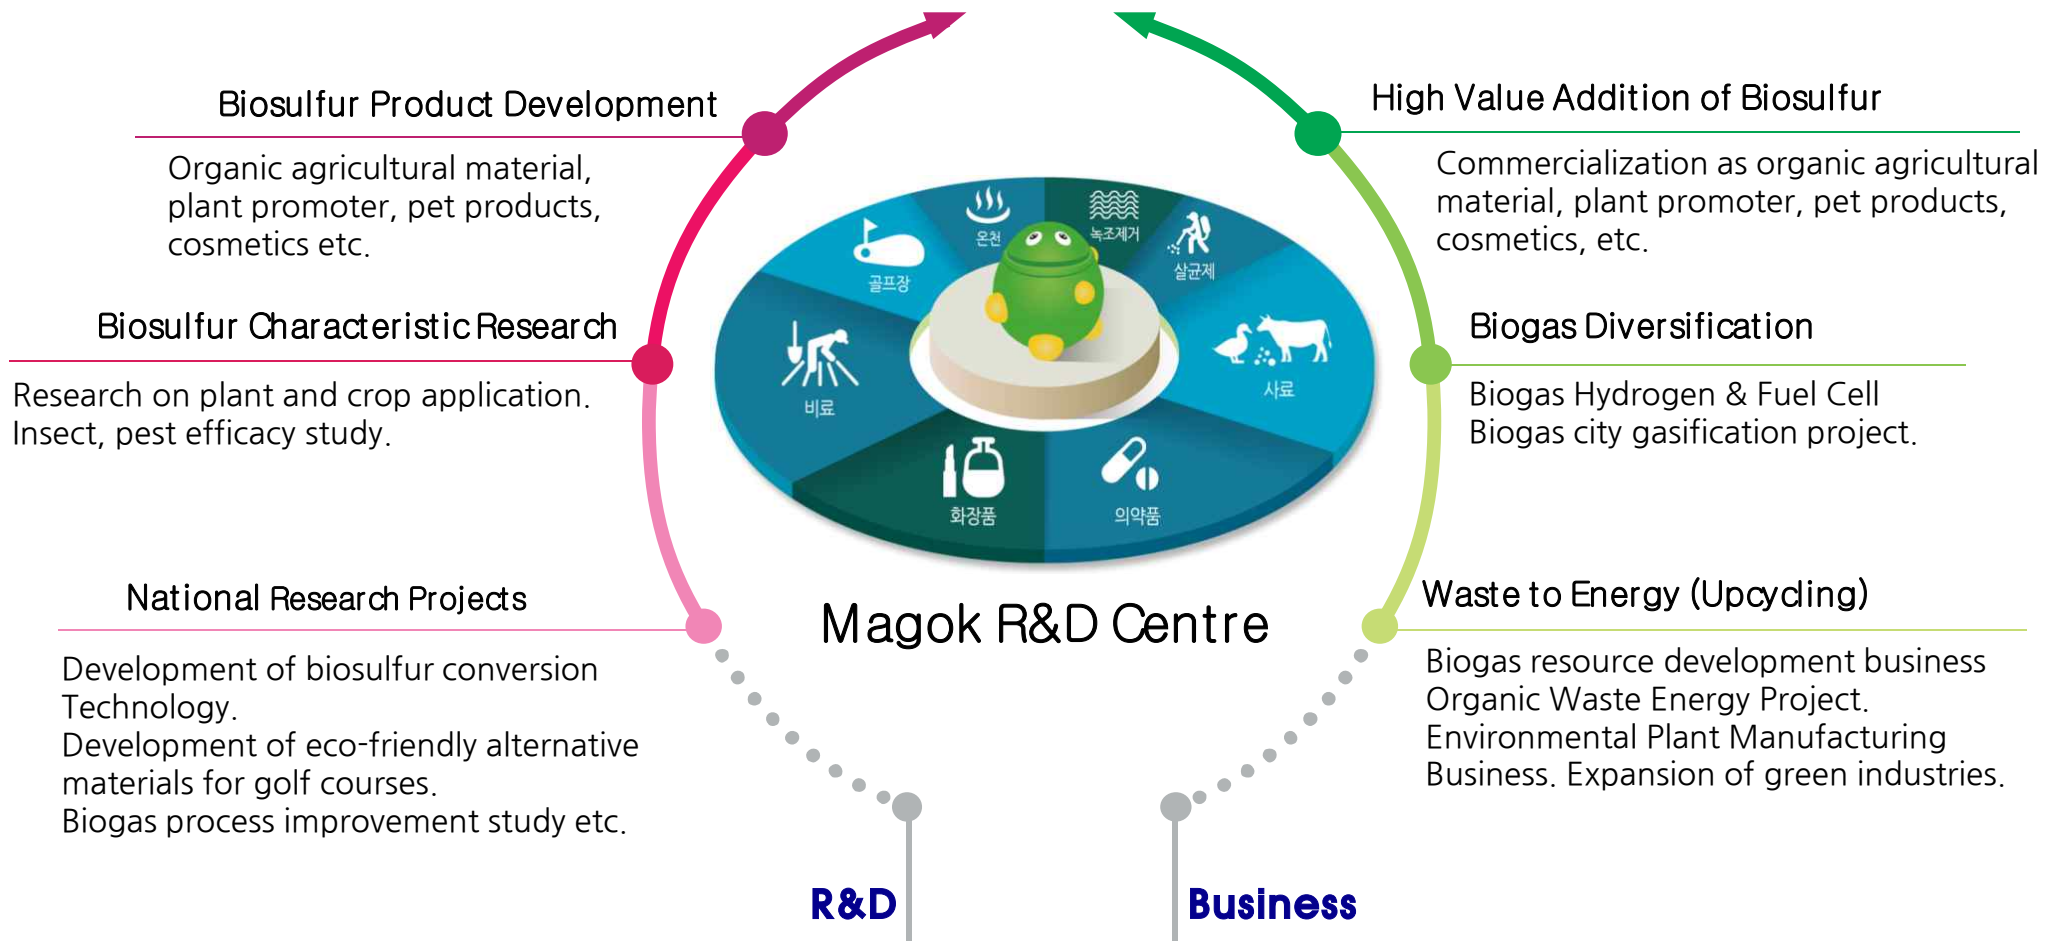 Biosulfur Product Development
Organic agricultural material,
plant promoter, pet products,
cosmetics etc.
Biosulfur Characteristic Research
Research on plant and crop application.
Insect, pest efficacy study.
National Research Projects
Development of biosulfur conversion
Technology.
Development of eco-friendly alternative
materials for golf courses.
Biogas process improvement study etc.
온천
녹조제거
골프장
살균제
비료
사료
화장품
의약품
Magok R&D Centre
High Value Addition of Biosulfur
Commercialization as organic agricultural
material, plant promoter, pet products,
cosmetics, etc.
Biogas Diversification
Biogas Hydrogen & Fuel Cell
Biogas city gasification project.
Waste to Energy (Upcycling)
Biogas resource development business
Organic Waste Energy Project.
Environmental Plant Manufacturing
Business. Expansion of green industries.
R&D
Business